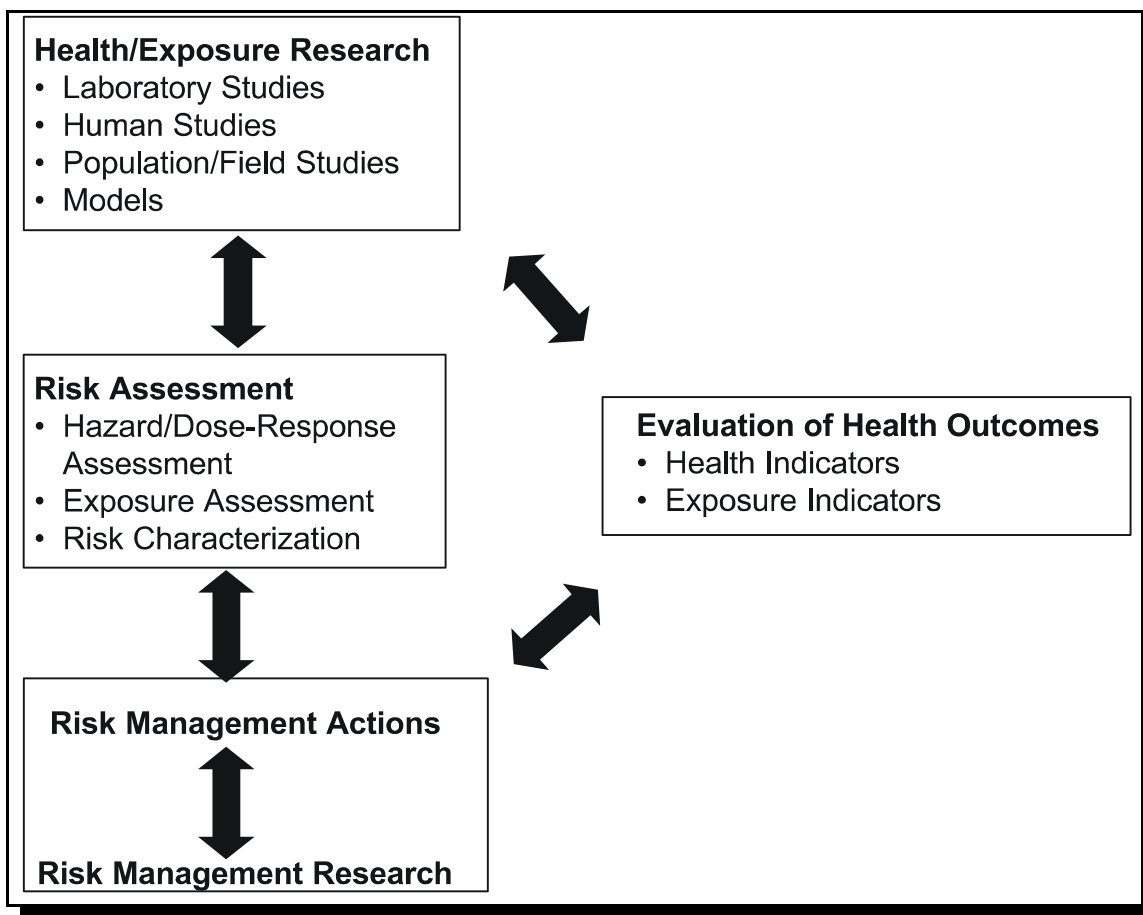 Health/Exposure Research
• Laboratory Studies
• Human Studies
• Population/Field Studies
• Models
Risk Assessment
• Hazard/Dose-Response
Assessment
• Exposure Assessment
• Risk Characterization
Evaluation of Health Outcomes
• Health Indicators
• Exposure Indicators
Risk Management Actions
Risk Management Research